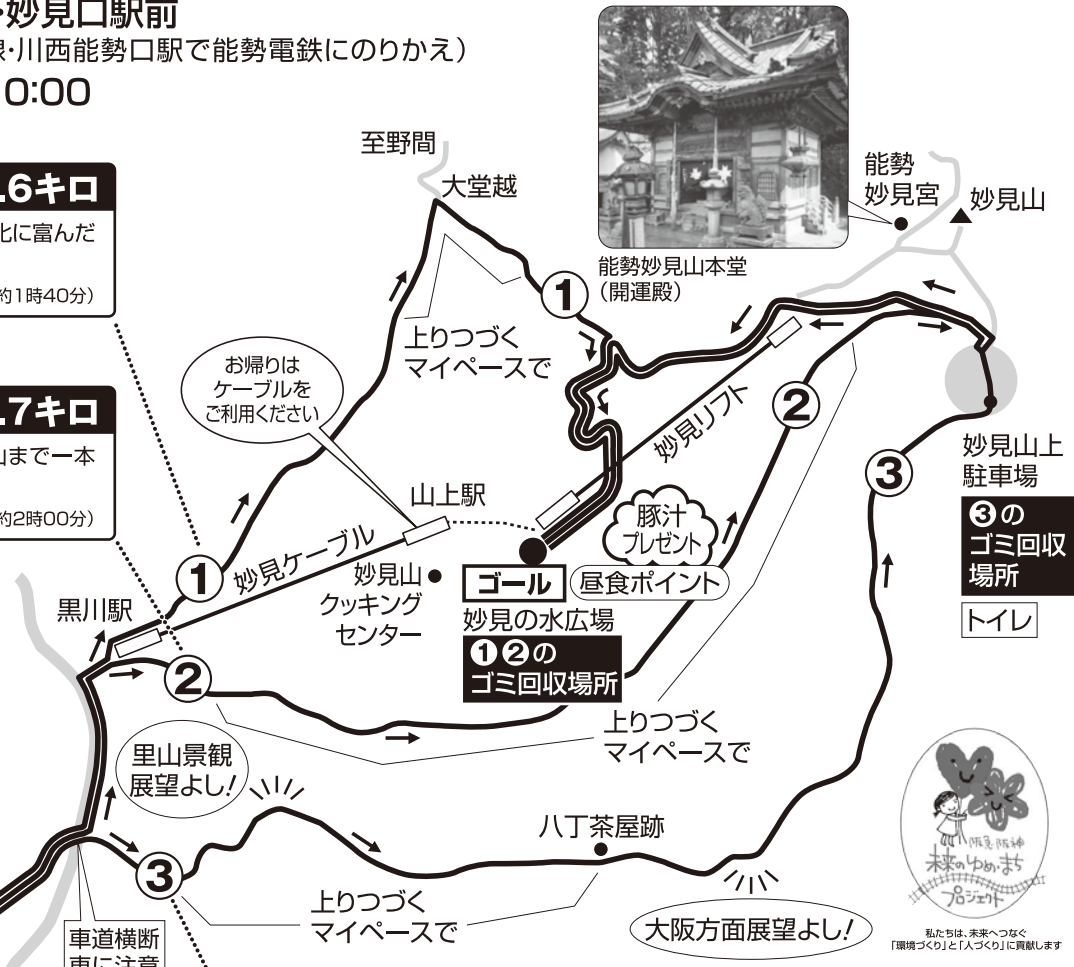 ・妙見口駅前
線・川西能勢口駅で能勢電鉄にのりかえ）
0:00
.6キロ
化に富んだ
約1時40分）
.7キロ
山まで一本
約2時00分）
至野間
大堂越
能勢
妙見宮
妙見山
能勢妙見山本堂
（開運殿）
1
上りつづく
マイペースで
お帰りは
ケーブルを
ご利用ください
妙見リフト
2
3
妙見山上
駐車場
❸の
ゴミ回収
場所
トイレ
山上駅
豚汁
プレゼント
妙見ケーブル
1
妙見山
クッキング
センター
ゴール
昼食ポイント
妙見の水広場
❶❷の
ゴミ回収場所
黒川駅
2
上りつづく
マイペースで
里山景観
展望よし!
八丁茶屋跡
3
上りつづく
マイペースで
大阪方面展望よし!
車道横断
車に注意
阪急阪神
未来のゆめ・まち
プロジェクト
私たちは、未来へつなぐ
「環境づくり」と「人づくり」に貢献します